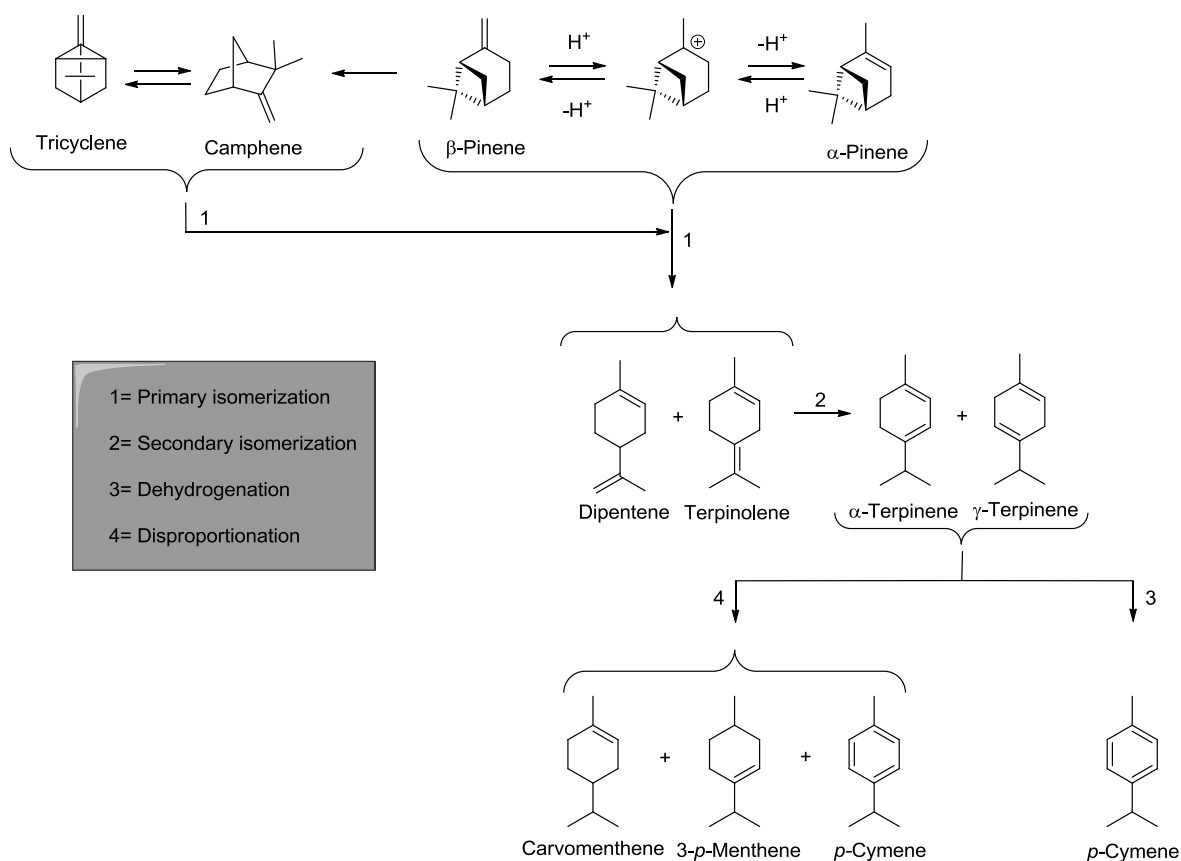 H+
-H+
-H+
H+
Tricyclene
Camphene
β-Pinene
α-Pinene
1
1
1= Primary isomerization
2= Secondary isomerization
3= Dehydrogenation
4= Disproportionation
+
2
+
Dipentene
Terpinolene
α-Terpinene
γ-Terpinene
4
3
+
+
Carvomenthene
3-p-Menthene
p-Cymene
p-Cymene